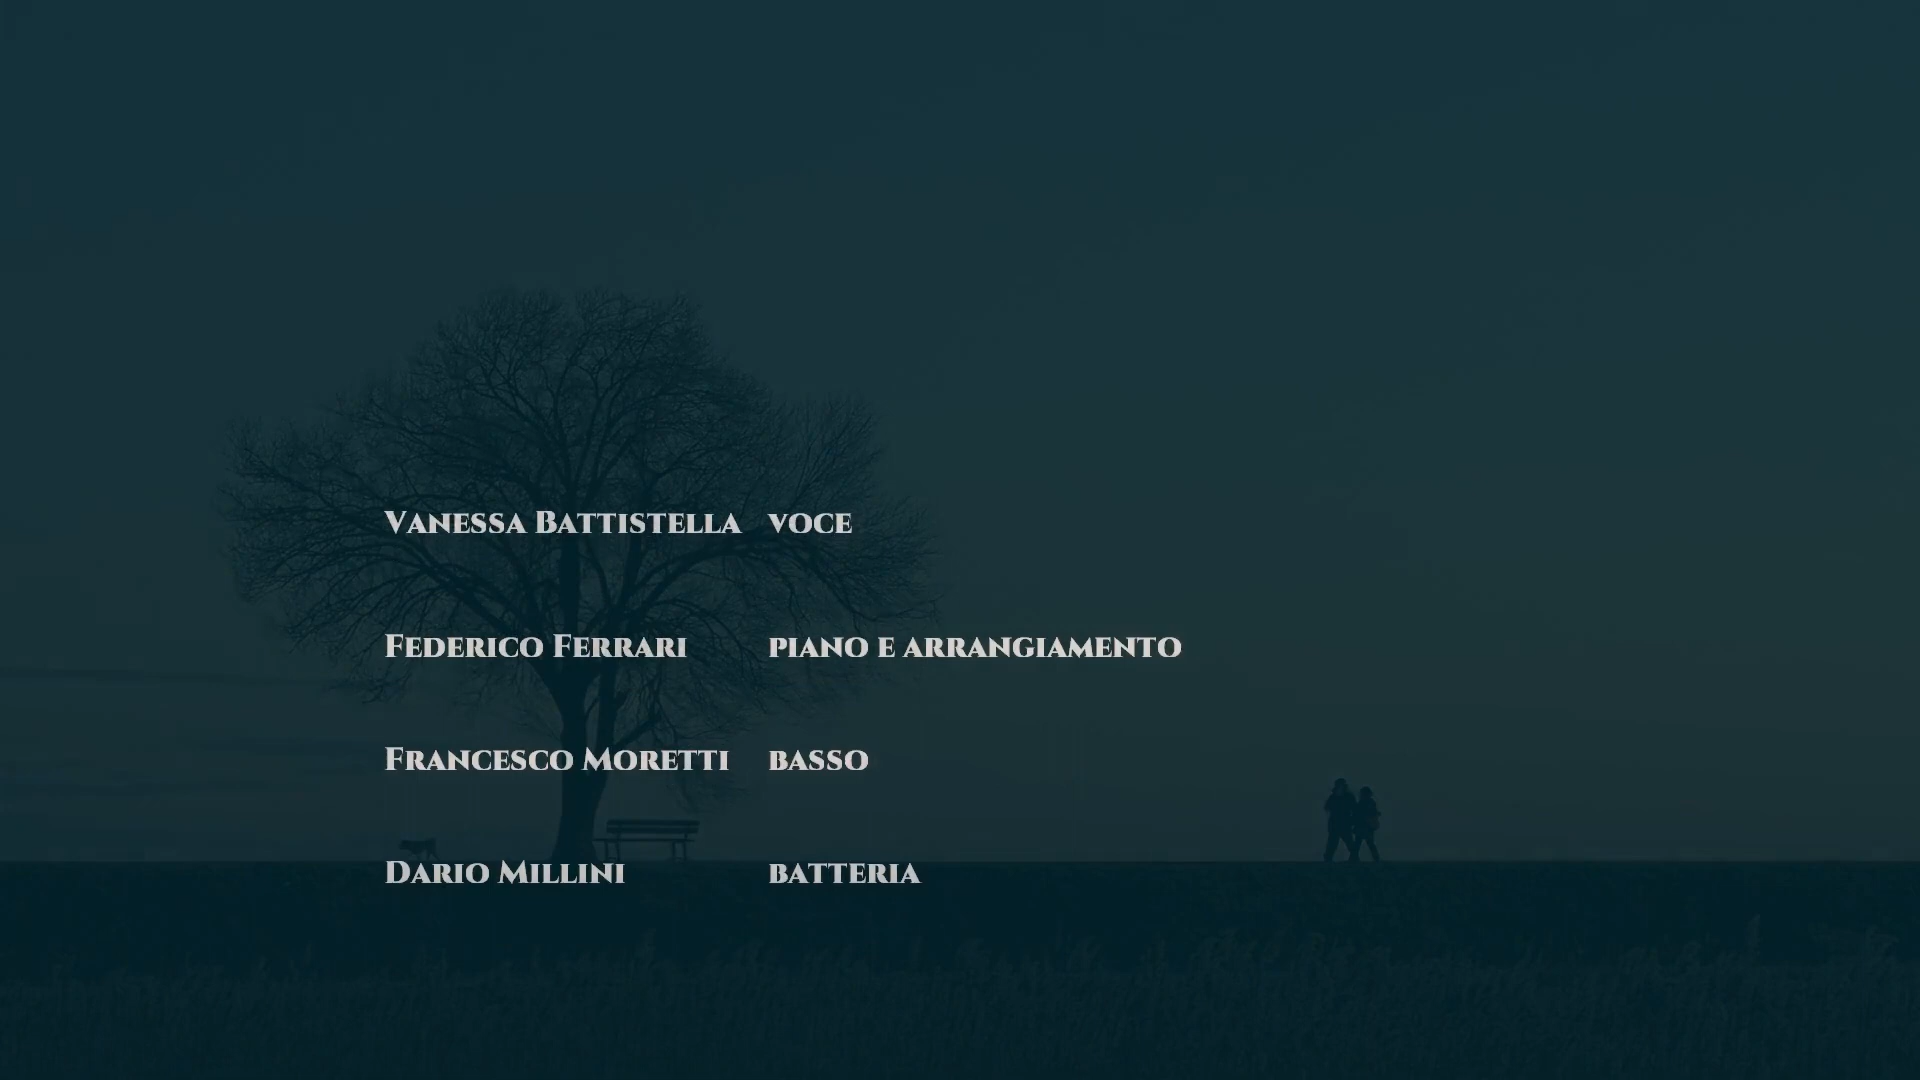 Vanessa Battistella voce
Federico Ferrari piano e arrangiamento
Francesco Moretti basso
Dario Millini batteria